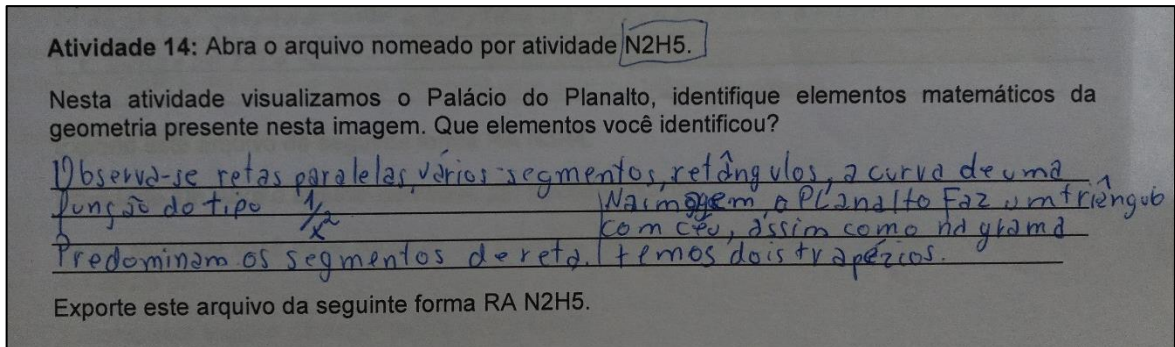 Atividade 14: Abra o arquivo nomeado por atividade N2H5.
Nesta atividade visualizamos o Palácio do Planalto, identifique elementos matemáticos da
geometria presente nesta imagem. Que elementos você identificou?
Observa-se retas paralelas, vários segmentos, retângulos, a curva de uma
função do tipo 1/x²
Predominam os segmentos de reta.
Na imagem, o PLanalto Faz um triângulo
com céu, assim como na grama
temos dois trapézios.
Exporte este arquivo da seguinte forma RA N2H5.